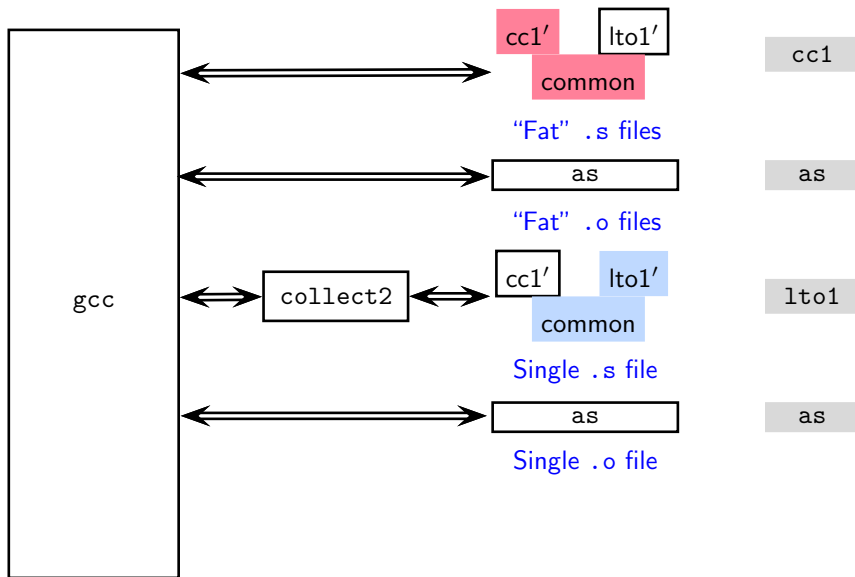 cc1′ lto1′ cc1
common
“Fat” .s files
as as
“Fat” .o files
cc1′ lto1′
gcc collect2 lto1
common
Single .s file
as as
Single .o file